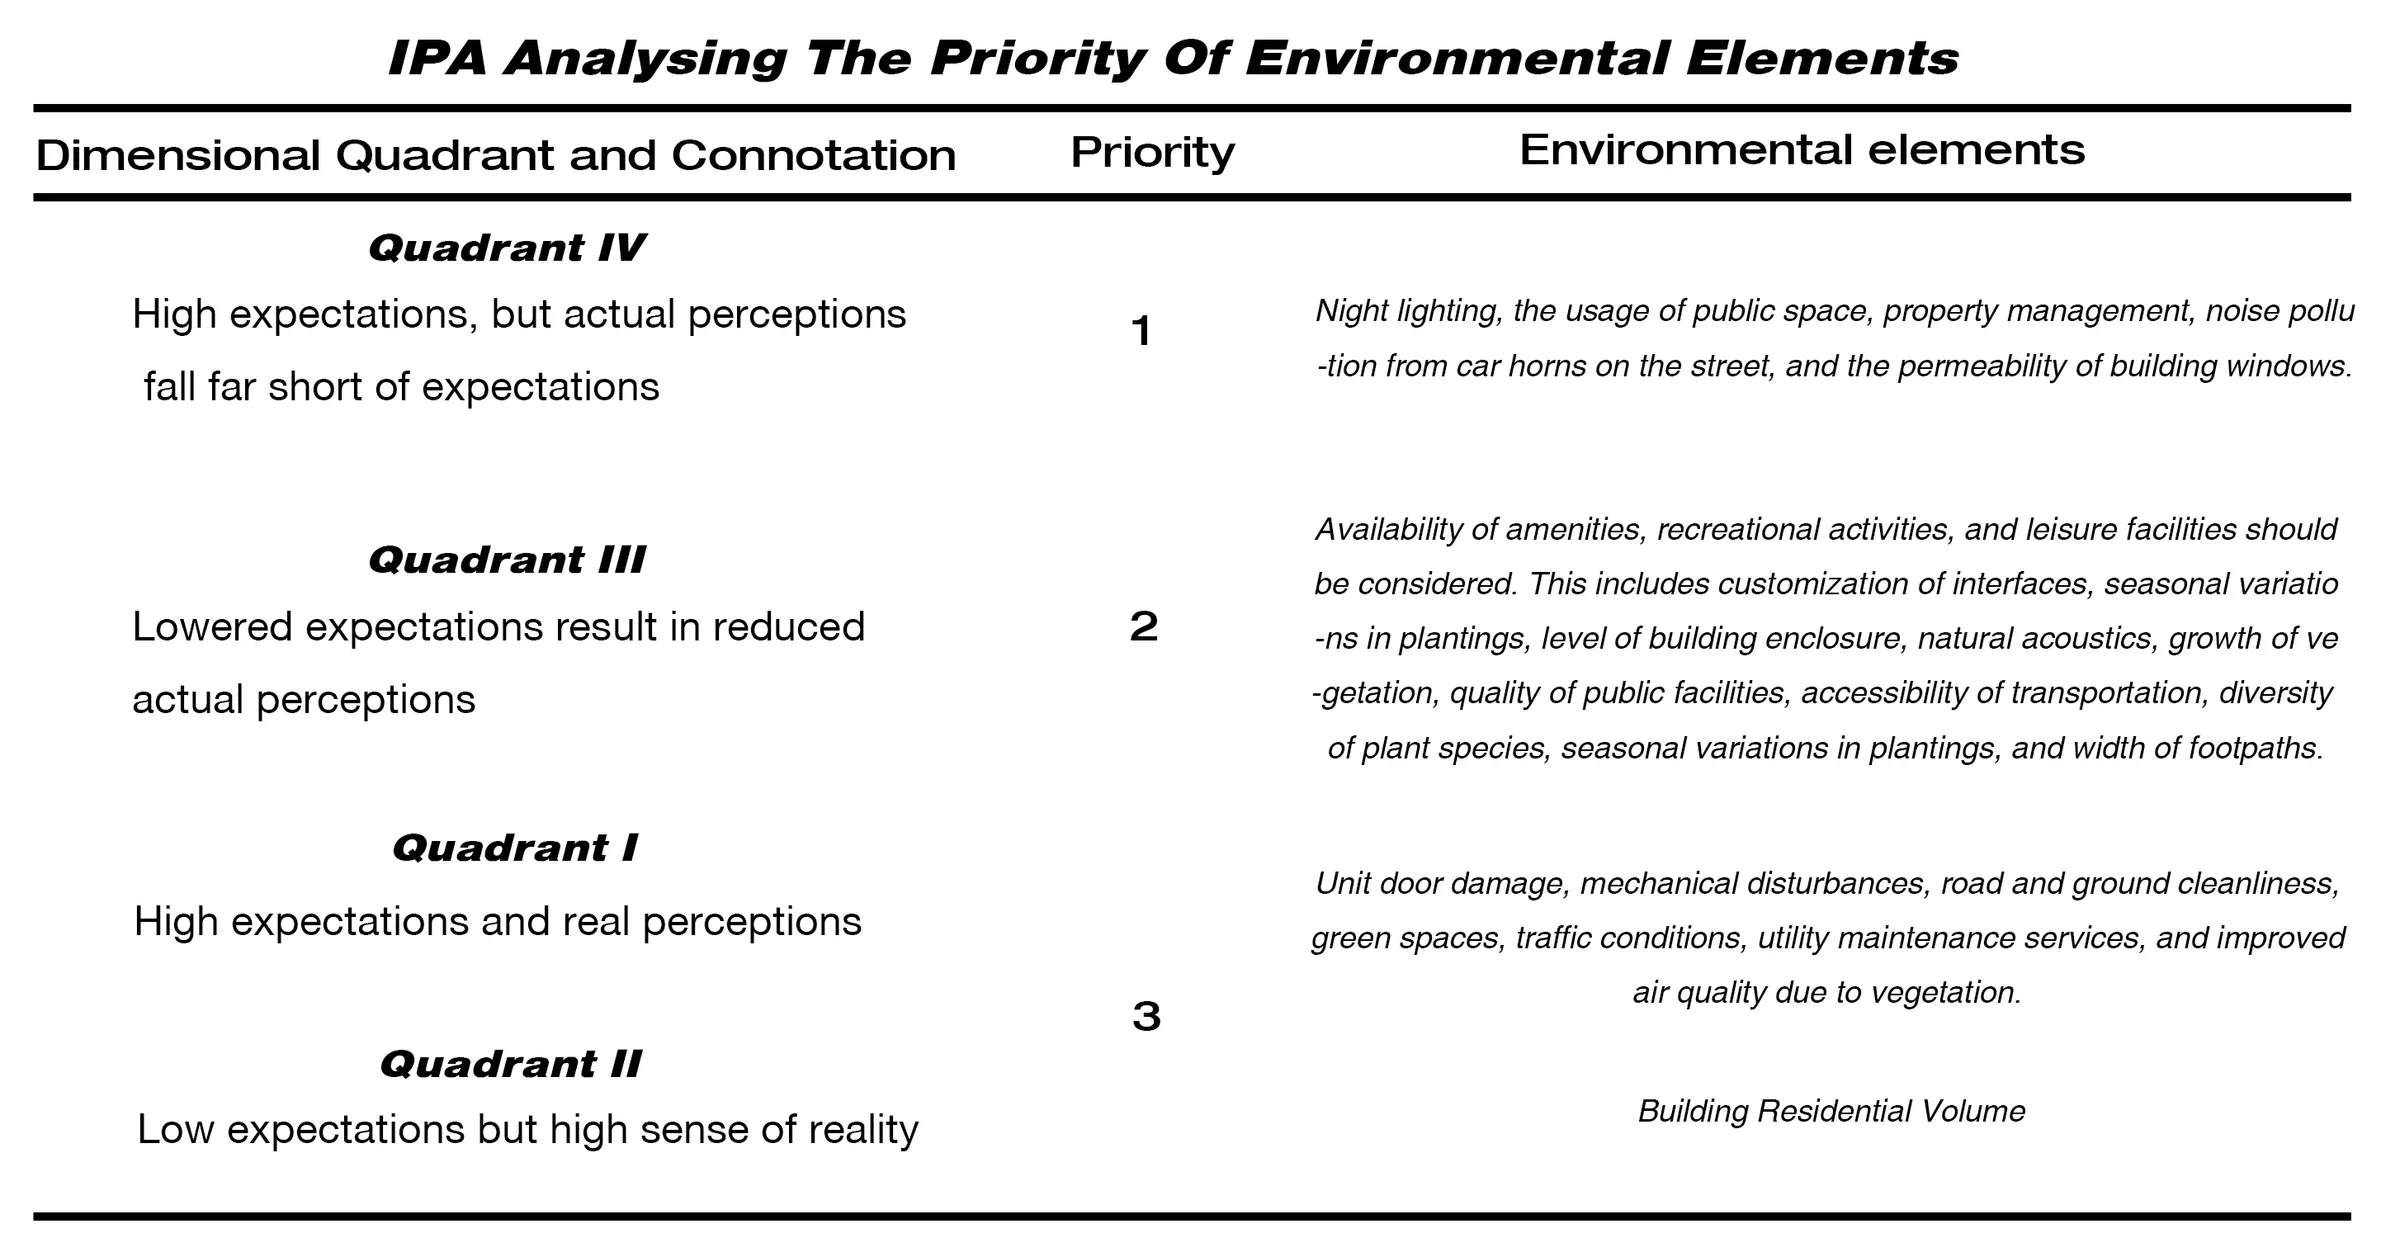 IPA Analysing The Priority Of Environmental Elements
Dimensional Quadrant and Connotation Priority Environmental elements
Quadrant IV
High expectations, but actual perceptions
fall far short of expectations
1
Night lighting, the usage of public space, property management, noise pollu
-tion from car horns on the street, and the permeability of building windows.
Quadrant III
Lowered expectations result in reduced
actual perceptions
2
Availability of amenities, recreational activities, and leisure facilities should
be considered. This includes customization of interfaces, seasonal variatio
-ns in plantings, level of building enclosure, natural acoustics, growth of ve
-getation, quality of public facilities, accessibility of transportation, diversity
of plant species, seasonal variations in plantings, and width of footpaths.
Quadrant I
High expectations and real perceptions
Unit door damage, mechanical disturbances, road and ground cleanliness,
green spaces, traffic conditions, utility maintenance services, and improved
air quality due to vegetation.
3
Quadrant II
Low expectations but high sense of reality
Building Residential Volume